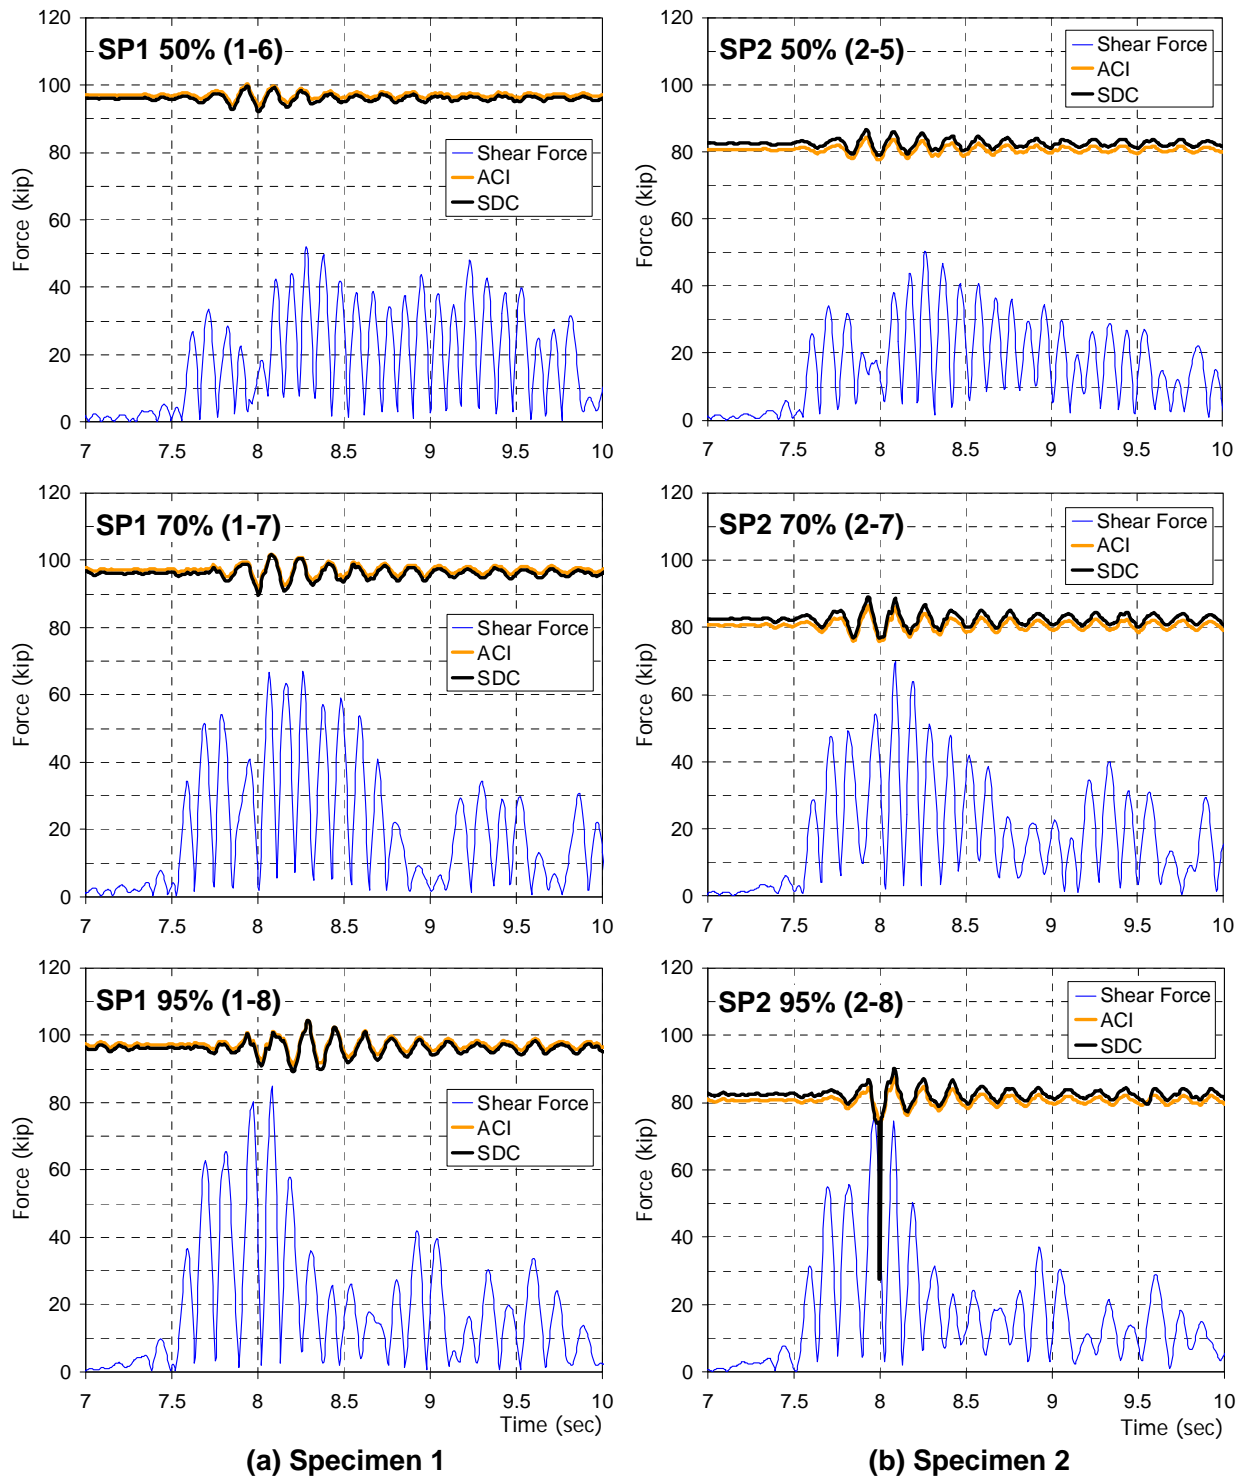 SP1 50% (1-6)
120
100
80
60
40
20
0
Force (kip)
Shear Force
ACI
SDC
7
7.5
8
8.5
9
9.5
10
SP2 50% (2-5)
120
100
80
60
40
20
0
Force (kip)
Shear Force
ACI
SDC
7
7.5
8
8.5
9
9.5
10
SP1 70% (1-7)
120
100
80
60
40
20
0
Force (kip)
Shear Force
ACI
SDC
7
7.5
8
8.5
9
9.5
10
SP2 70% (2-7)
120
100
80
60
40
20
0
Force (kip)
Shear Force
ACI
SDC
7
7.5
8
8.5
9
9.5
10
SP1 95% (1-8)
120
100
80
60
40
20
0
Force (kip)
Shear Force
ACI
SDC
7
7.5
8
8.5
9
9.5
10
Time (sec)
(a) Specimen 1
SP2 95% (2-8)
120
100
80
60
40
20
0
Force (kip)
Shear Force
ACI
SDC
7
7.5
8
8.5
9
9.5
10
Time (sec)
(b) Specimen 2